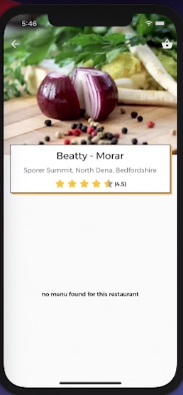 5:46
Beatty - Morar
Sporer Summit, North Dena, Bedfordshire
(4.5)
no menu found for this restaurant